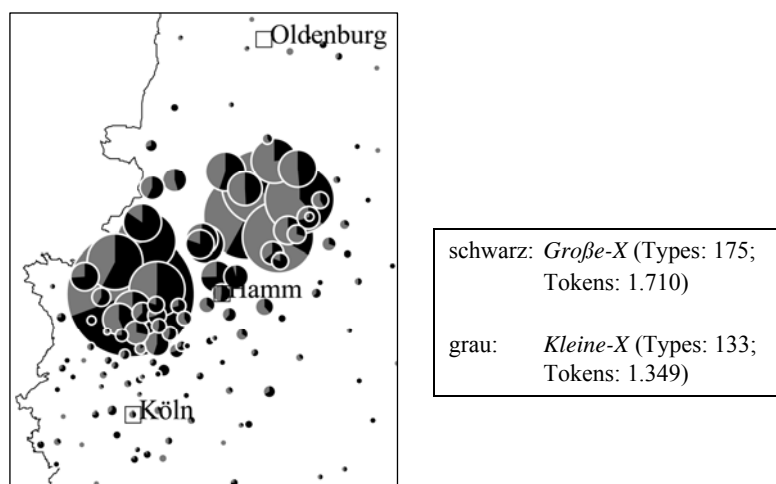 Oldenburg
Hamm
Köln
schwarz: Große-X (Types: 175;
Tokens: 1.710)
grau: Kleine-X (Types: 133;
Tokens: 1.349)